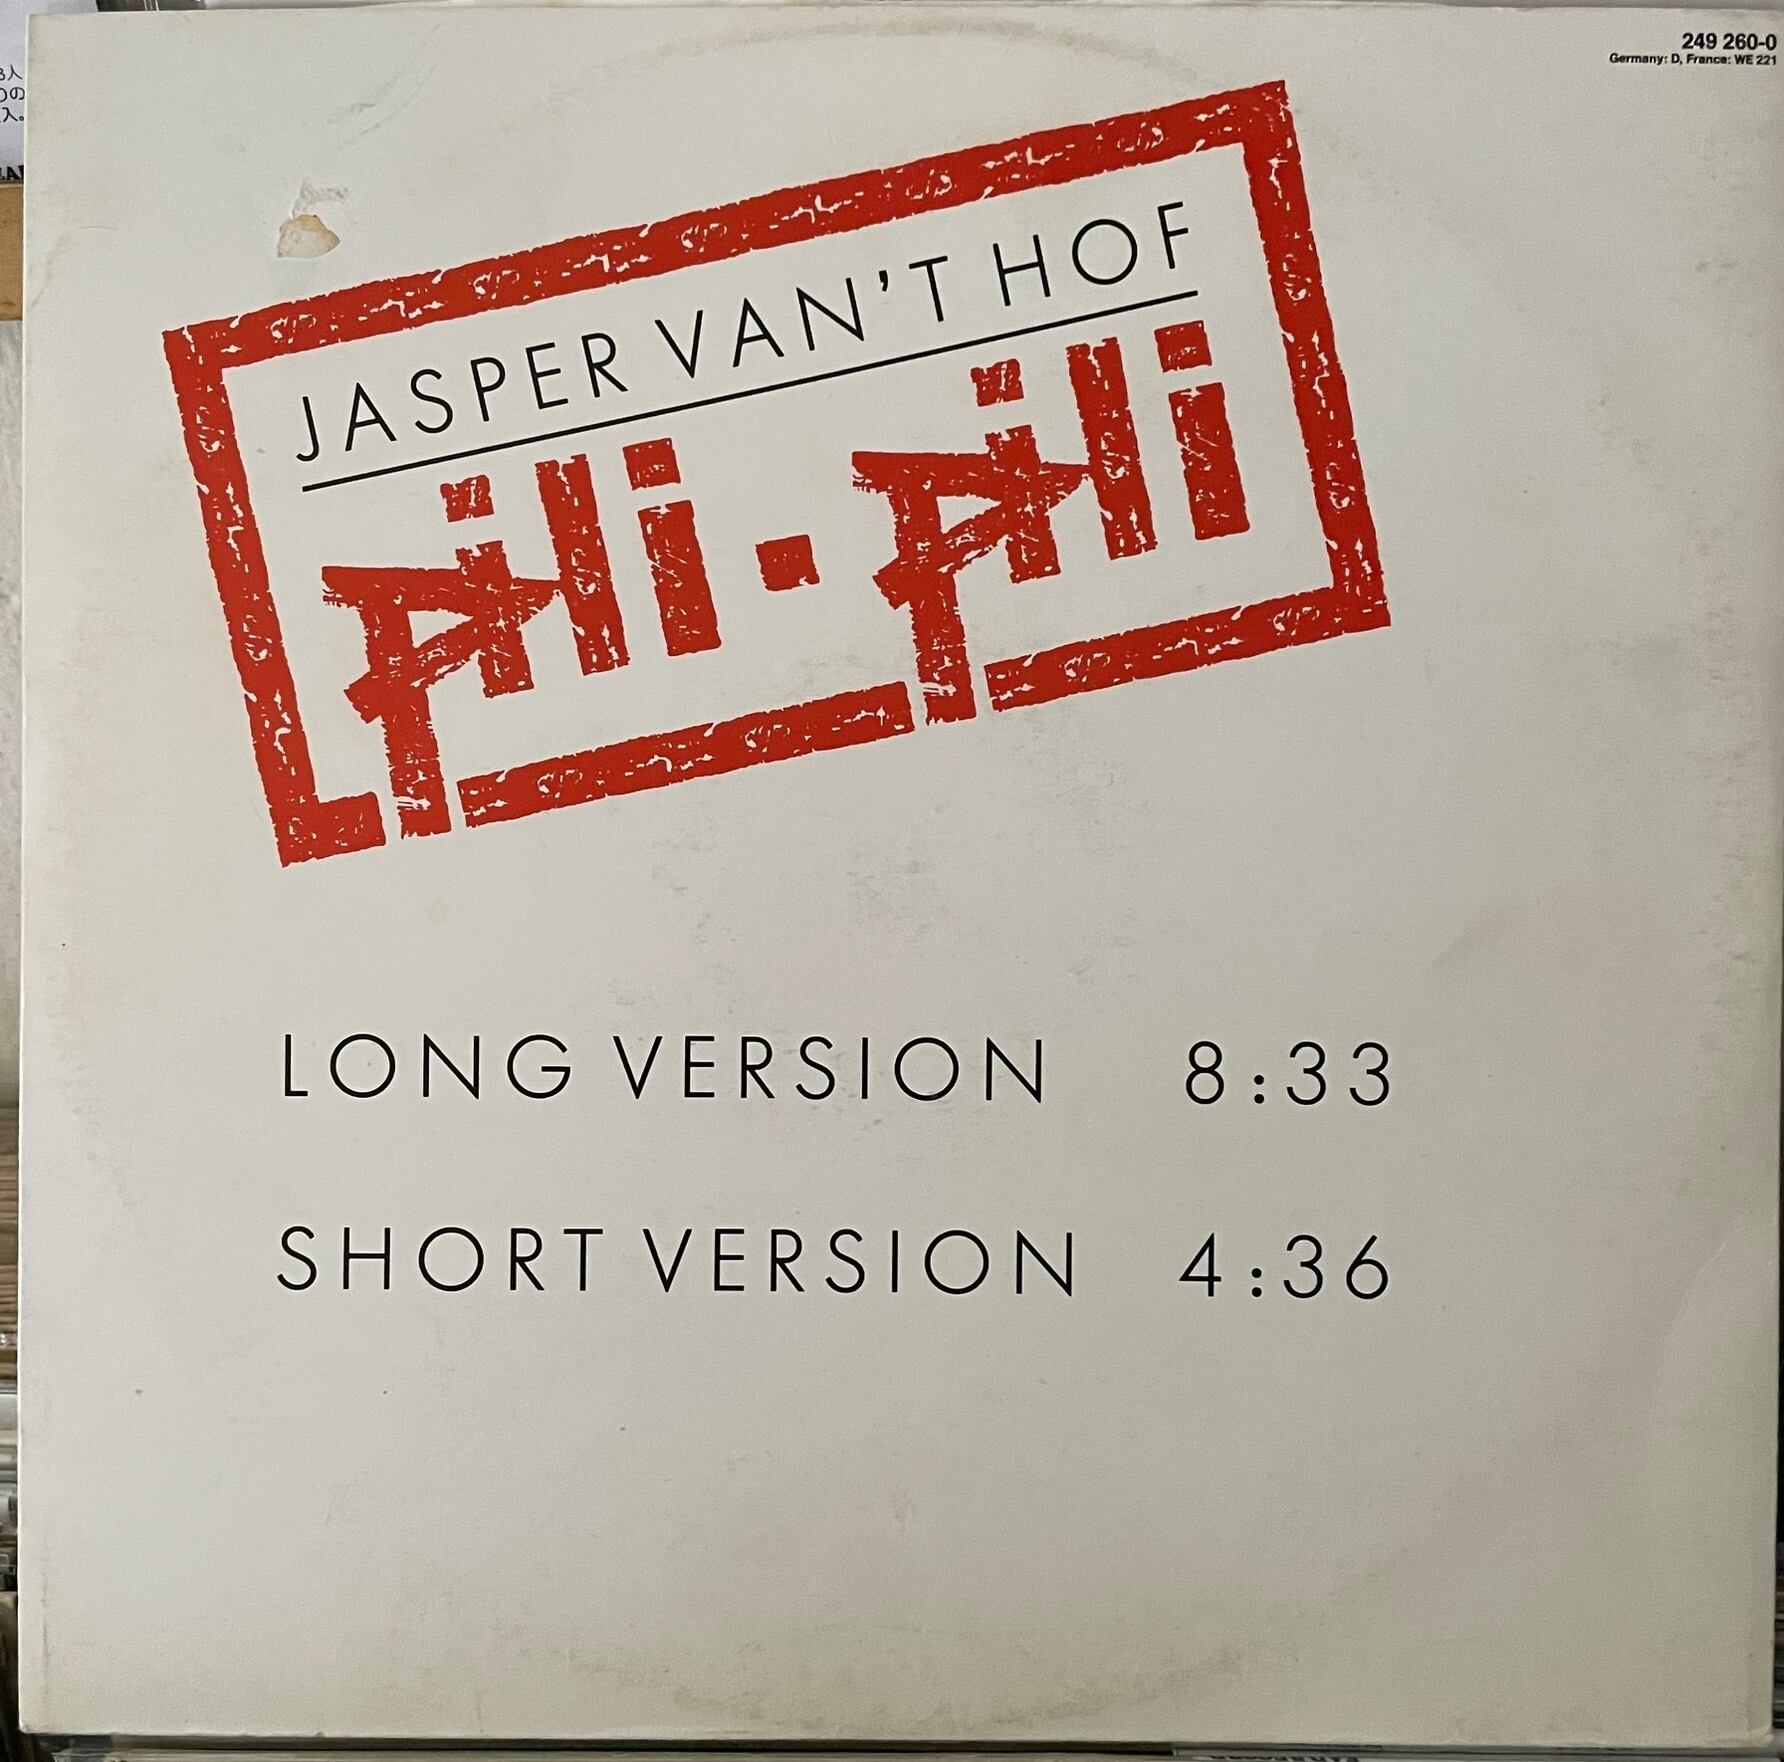 249 260-0
Germany: D, France: WE 221
JASPER VAN'T HOF
Pili-Pili
LONG VERSION 8:33
SHORT VERSION 4:36